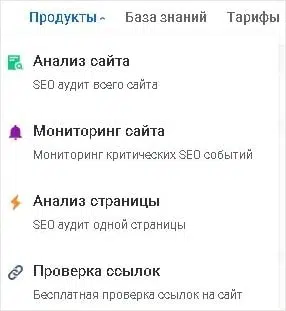 Продукты База знаний Тарифы
Анализ сайта
SEO аудит всего сайта
Мониторинг сайта
Мониторинг критических SEO событий
Анализ страницы
SEO аудит одной страницы
Проверка ссылок
Бесплатная проверка ссылок на сайт